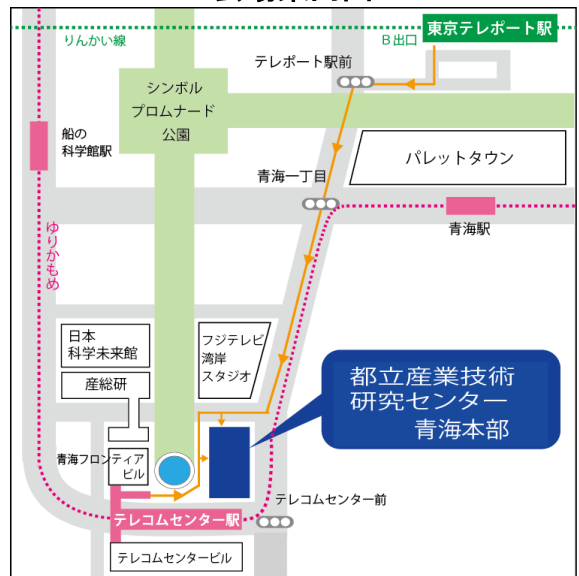 東京テレポート駅
りんかい線
B出口
テレポート駅前
シンボル
プロムナード
公園
船の
科学館駅
パレットタウン
青海一丁目
青海駅
ゆりかもめ
日本
科学未来館
フジテレビ
湾岸
スタジオ
産総研
都立産業技術
研究センター
青海本部
青海フロンティア
ビル
テレコムセンター前
テレコムセンター駅
テレコムセンタービル